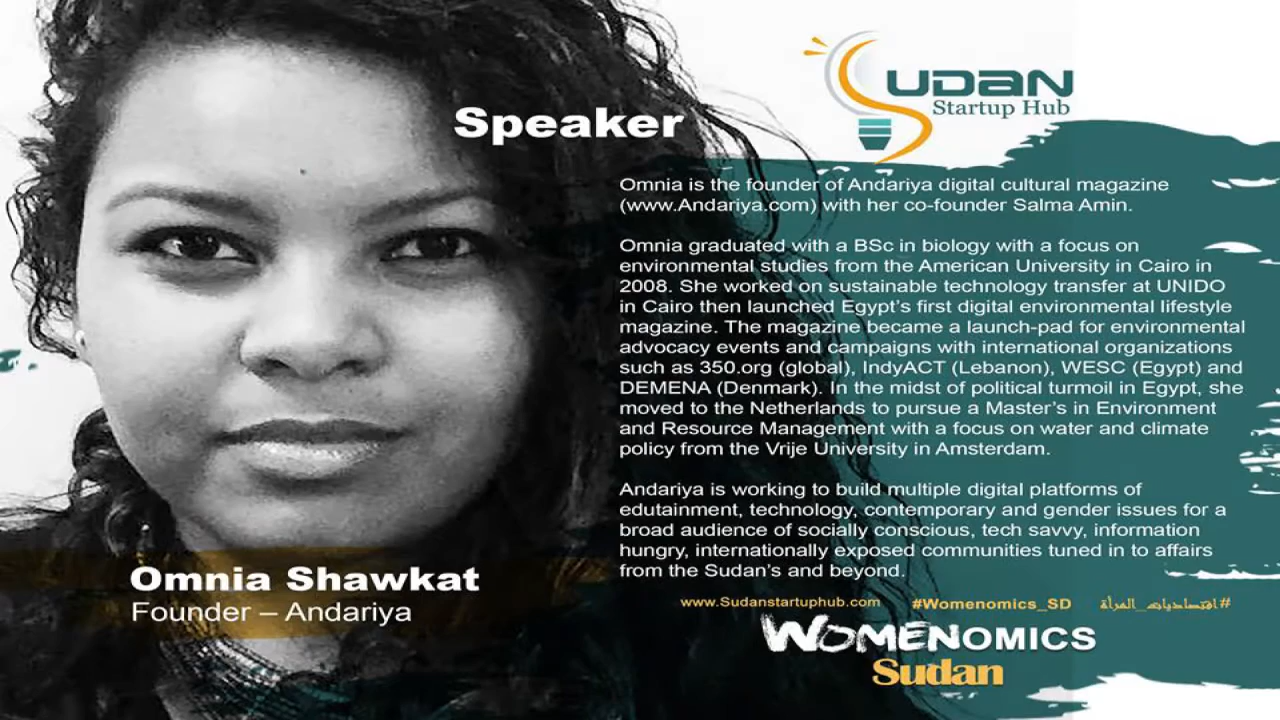 SUDAN
Startup Hub
Speaker
Omnia is the founder of Andariya digital cultural magazine
(www.Andariya.com) with her co-founder Salma Amin.
Omnia graduated with a BSc in biology with a focus on
environmental studies from the American University in Cairo in
2008. She worked on sustainable technology transfer at UNIDO
in Cairo then launched Egypt's first digital environmental lifestyle
magazine. The magazine became a launch-pad for environmental
advocacy events and campaigns with international organizations
such as 350.org (global), IndyACT (Lebanon), WESC (Egypt) and
DEMENA (Denmark). In the midst of political turmoil in Egypt, she
moved to the Netherlands to pursue a Master's in Environment
and Resource Management with a focus on water and climate
policy from the Vrije University in Amsterdam.
Andariya is working to build multiple digital platforms of
edutainment, technology, contemporary and gender issues for a
broad audience of socially conscious, tech savvy, information
hungry, internationally exposed communities tuned in to affairs
from the Sudan's and beyond.
Omnia Shawkat
Founder – Andariya
www.Sudanstartuphub.com #Womenomics_SD #اقتصاديات_المرأة
WOMENOMICS
Sudan